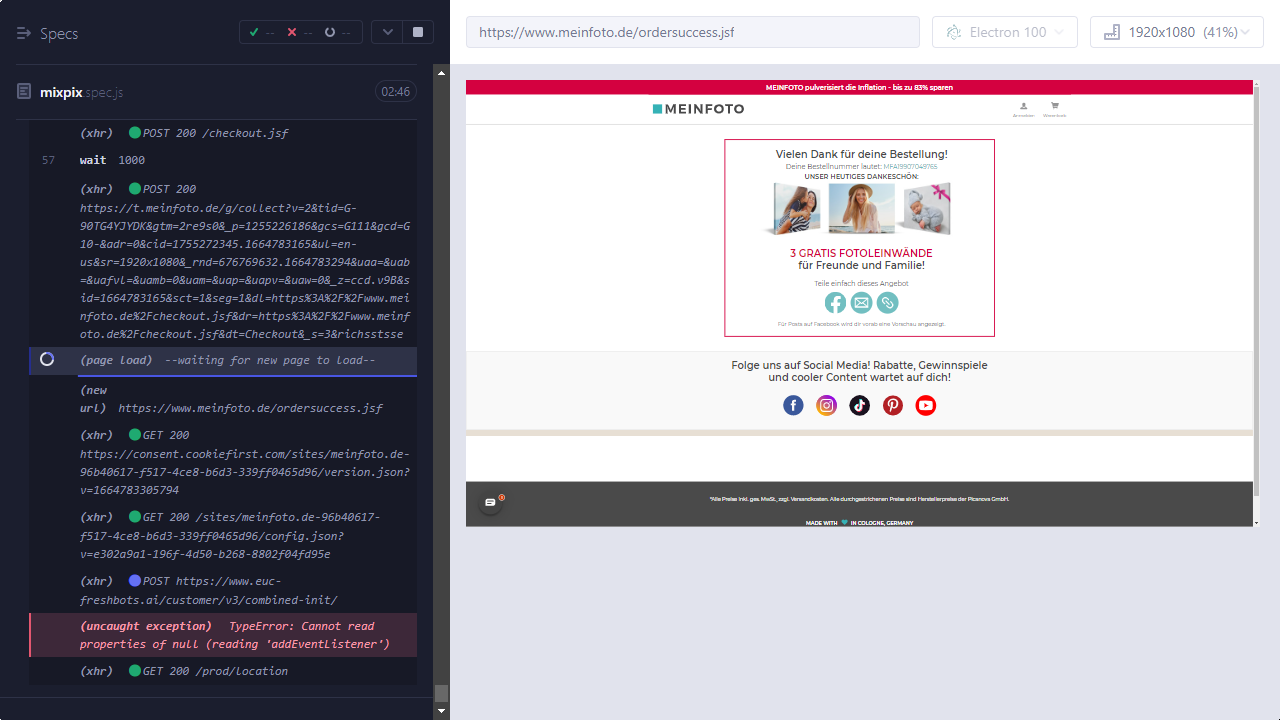 Specs
--
--
--
https://www.meinfoto.de/ordersuccess.jsf
Electron 100
1920x1080 (41%)
mixpix.spec.js
02:46
(xhr) POST 200 /checkout.jsf
57 wait 1000
(xhr) POST 200
https://t.meinfoto.de/g/collect?v=2&tid=G-
90TG4YJYDK&gtm=2re9s0&_p=1255226186&gcs=G111&gcd=G
10-&adr=0&cid=1751272345.1664783165&ul=en-
us&sr=1920x1080&_rnd=676769632.1664783294&uaa=&uab
=&uafvl=&uamb=0&uam=&uap=&uapv=&uaw=0&_z=ccd.v9B&s
id=1664783165&sct=1&seg=1&dl=https%3A%2F%2Fwww.mei
nfoto.de%2Fcheckout.jsf&dr=https%3A%2F%2Fwww.meinf
oto.de%2Fcheckout.jsf&dt=Checkout&_s=3&richsstsse
(page load) --waiting for new page to load--
(new
url) https://www.meinfoto.de/ordersuccess.jsf
(xhr) GET 200
https://consent.cookiefirst.com/sites/meinfoto.de-
96b40617-f517-4ce8-b6d3-339ff0465d96/version.json?
v=1664783305794
(xhr) GET 200 /sites/meinfoto.de-96b40617-
f517-4ce8-b6d3-339ff0465d96/config.json?
v=e302a9a1-196f-4d50-b268-8802f04fd95e
(xhr) POST https://www.euc-
freshbots.ai/customer/v3/combined-init/
(uncaught exception) TypeError: Cannot read
properties of null (reading 'addEventListener')
(xhr) GET 200 /prod/location
MEINFOTO pulverisiert die Inflation - bis zu 83% sparen
MEINFOTO
Anmelden
Warenkorb
Vielen Dank für deine Bestellung!
Deine Bestellnummer lautet: MFA19907049765
UNSER HEUTIGES DANKESCHÖN:
3 GRATIS FOTOLEINWÄNDE
für Freunde und Familie!
Teile einfach dieses Angebot
Für Posts auf Facebook wird dir vorab eine Vorschau angezeigt.
Folge uns auf Social Media! Rabatte, Gewinnspiele
und cooler Content wartet auf dich!
*Alle Preise inkl. ges. MwSt., zzgl. Versandkosten. Alle durchgestrichenen Preise sind Herstellerpreise der Picanova GmbH.
MADE WITH IN COLOGNE, GERMANY